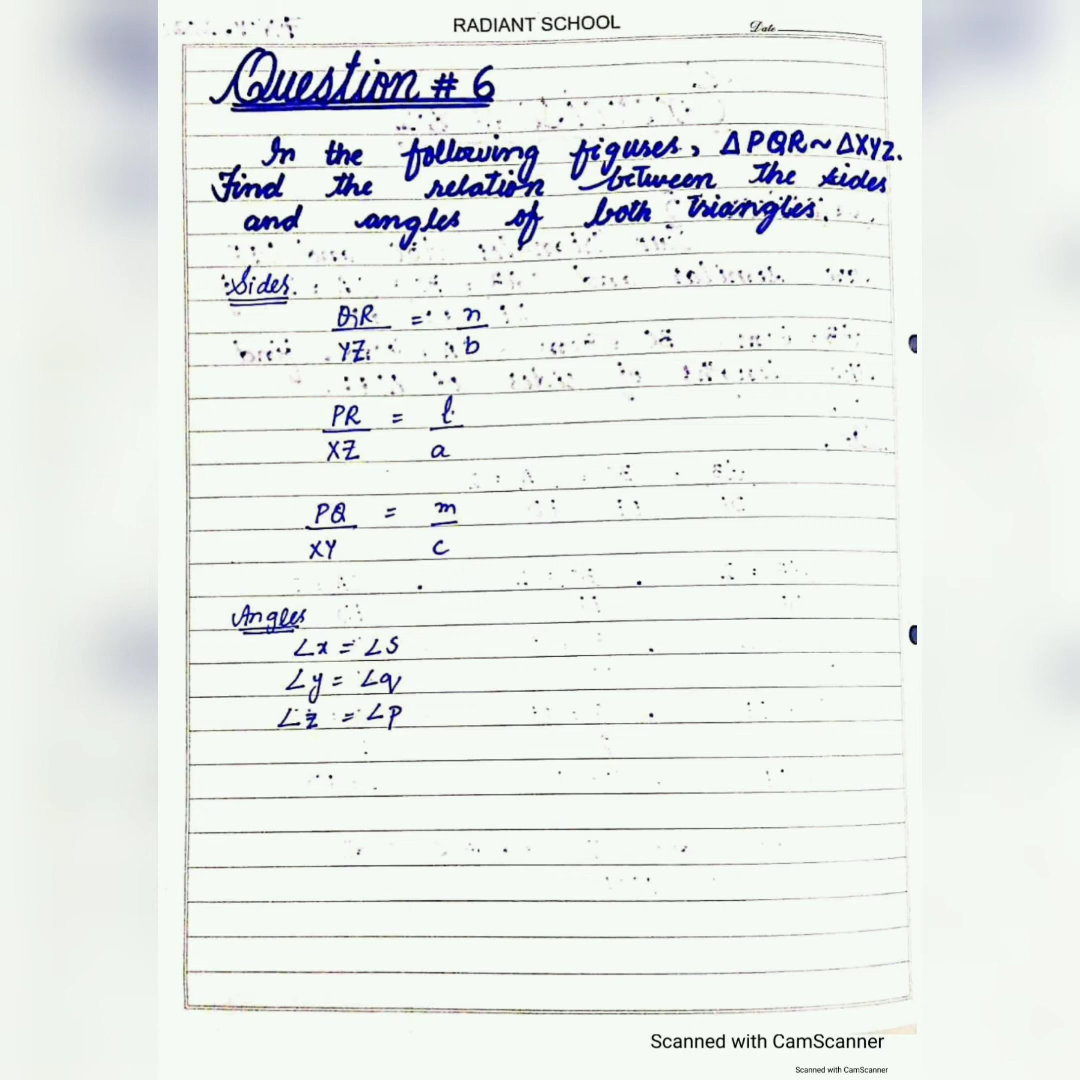 RADIANT SCHOOL
Date
Question # 6
In the following figures, ΔPQR ~ ΔXYZ.
Find the relation between the sides
and angles of both triangles.
Sides
QR = n
YZ b
PR = l
XZ a
PQ = m
XY c
Angles
∠x = ∠s
∠y = ∠q
∠z = ∠p
Scanned with CamScanner
Scanned with CamScanner